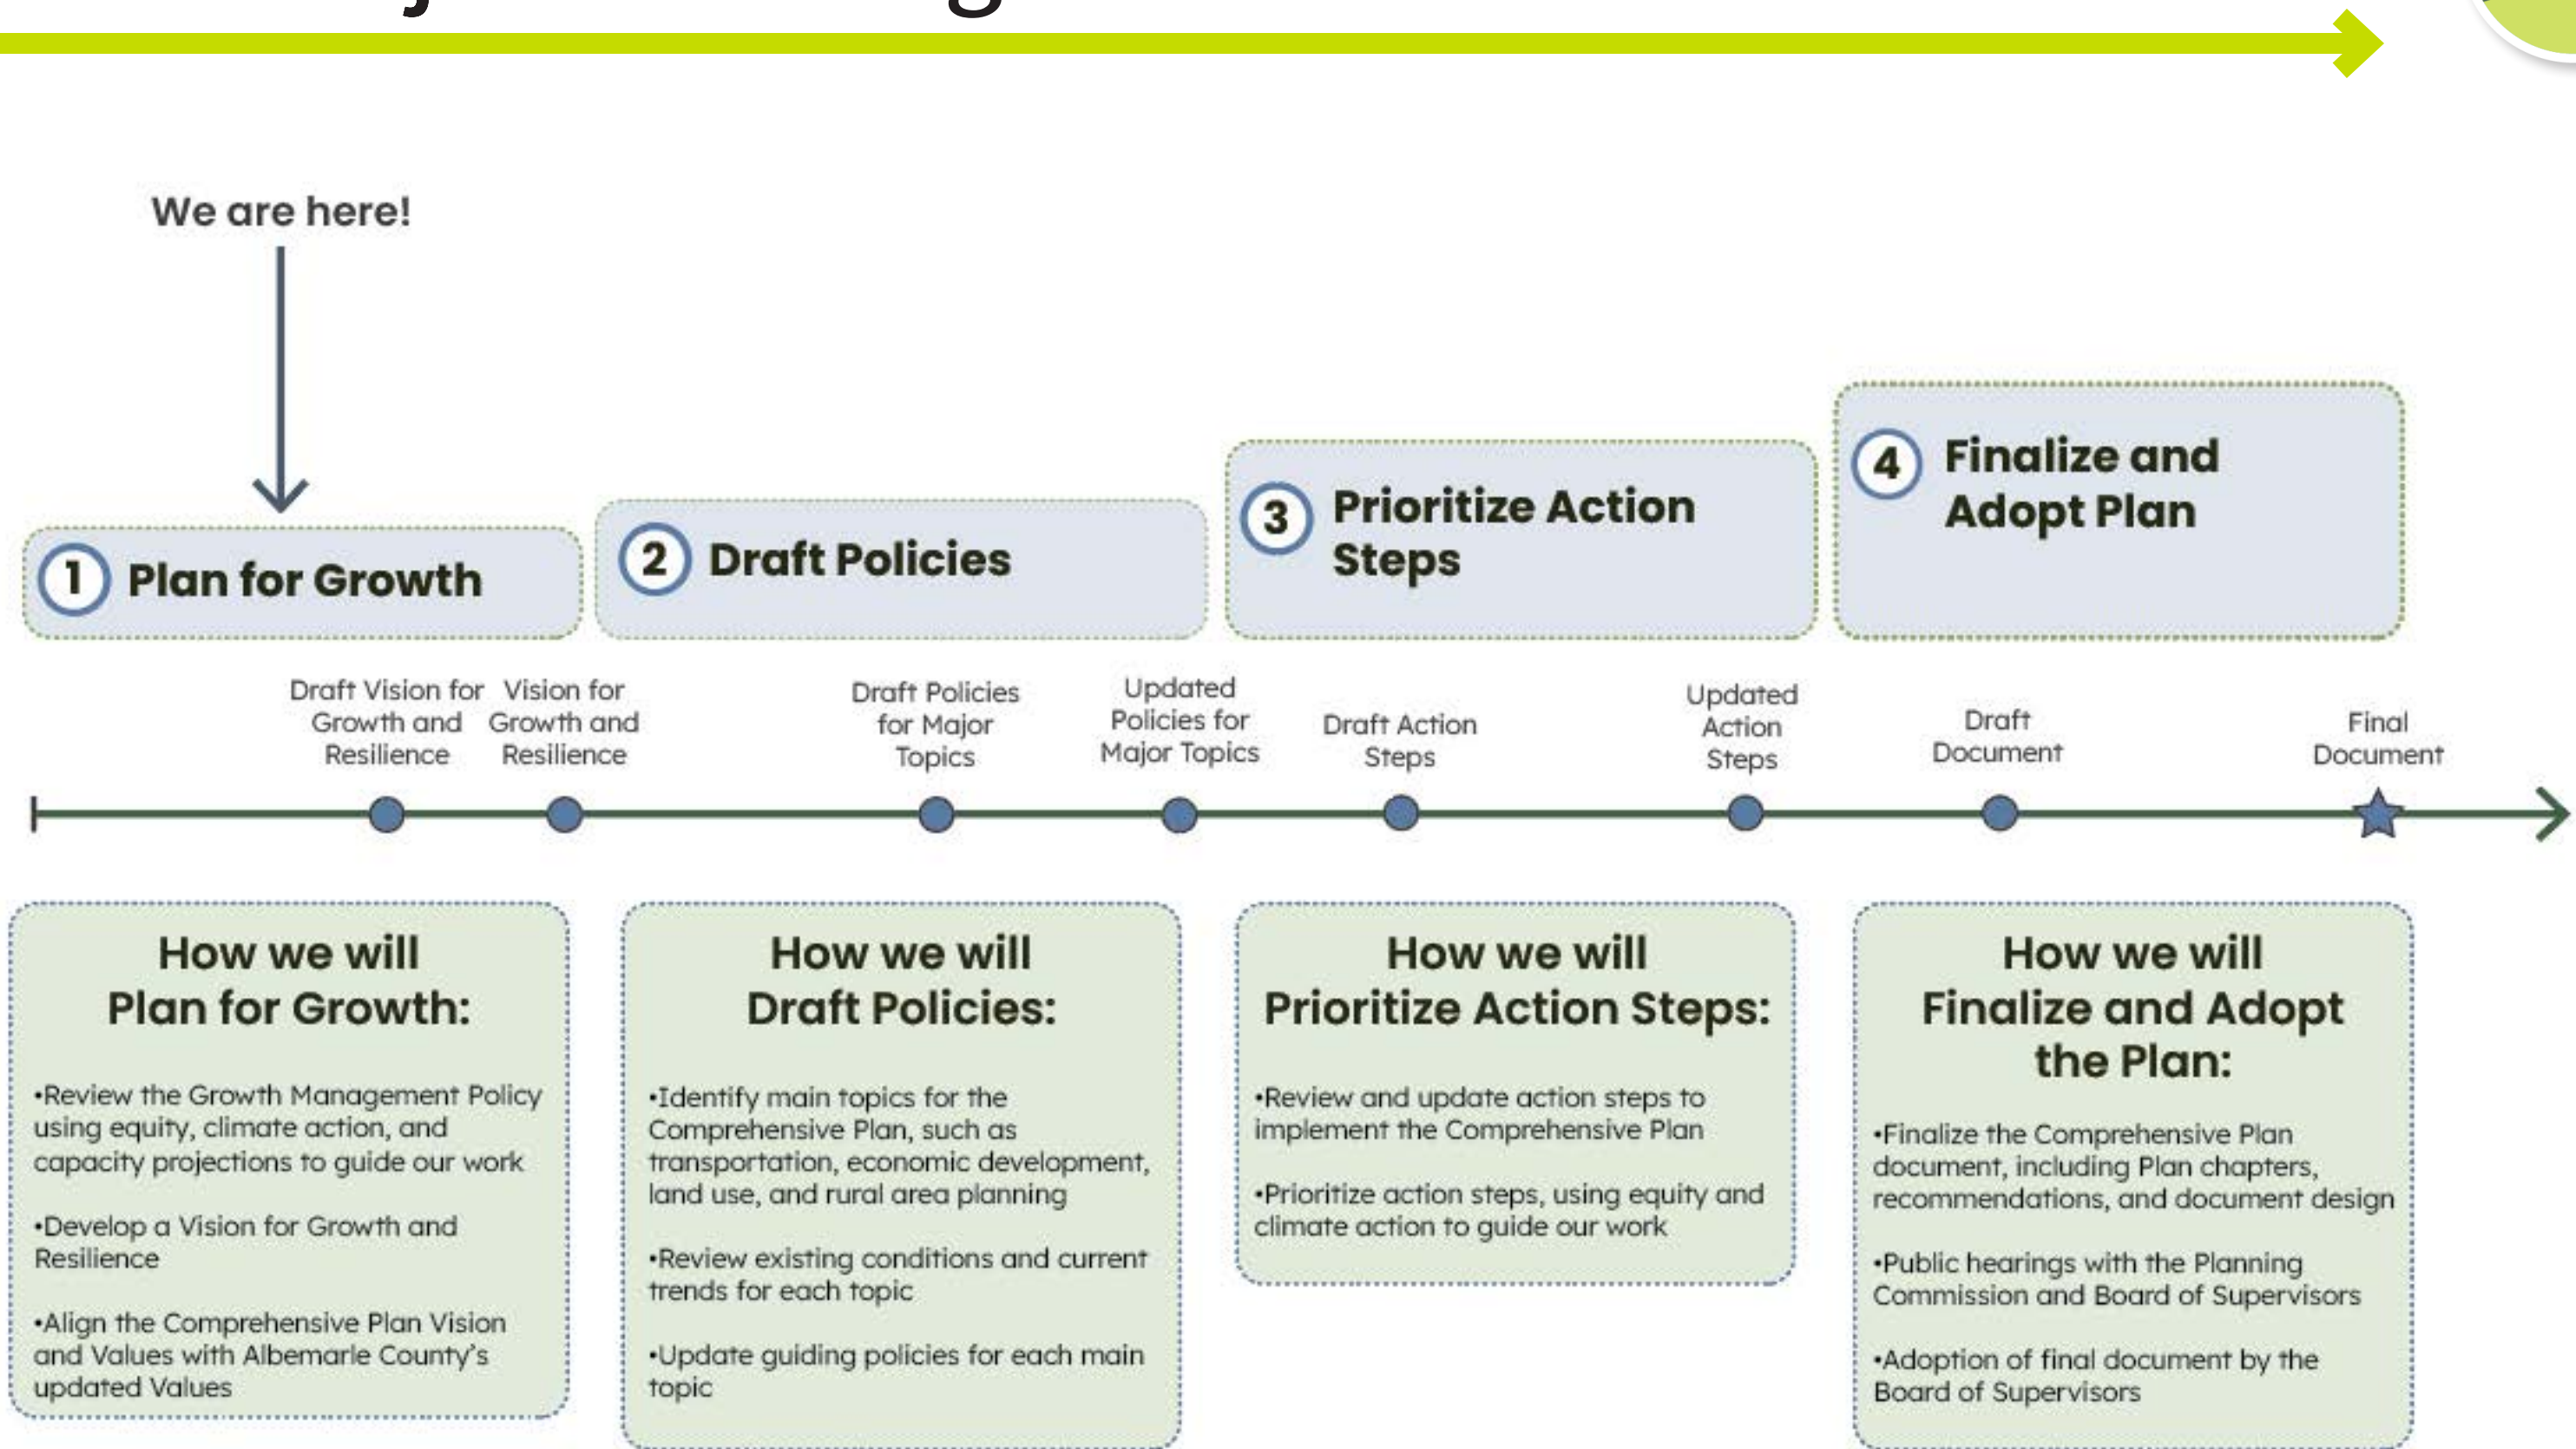 We are here!
1 Plan for Growth
2 Draft Policies
3 Prioritize Action
Steps
4 Finalize and
Adopt Plan
Draft Vision for
Growth and
Resilience
Vision for
Growth and
Resilience
Draft Policies
for Major
Topics
Updated
Policies for
Major Topics
Draft Action
Steps
Updated
Action
Steps
Draft
Document
Final
Document
How we will
Plan for Growth:
•Review the Growth Management Policy
using equity, climate action, and
capacity projections to guide our work
•Develop a Vision for Growth and
Resilience
•Align the Comprehensive Plan Vision
and Values with Albemarle County's
updated Values
How we will
Draft Policies:
•Identify main topics for the
Comprehensive Plan, such as
transportation, economic development,
land use, and rural area planning
•Review existing conditions and current
trends for each topic
•Update guiding policies for each main
topic
How we will
Prioritize Action Steps:
•Review and update action steps to
implement the Comprehensive Plan
•Prioritize action steps, using equity and
climate action to guide our work
How we will
Finalize and Adopt
the Plan:
•Finalize the Comprehensive Plan
document, including Plan chapters,
recommendations, and document design
•Public hearings with the Planning
Commission and Board of Supervisors
•Adoption of final document by the
Board of Supervisors